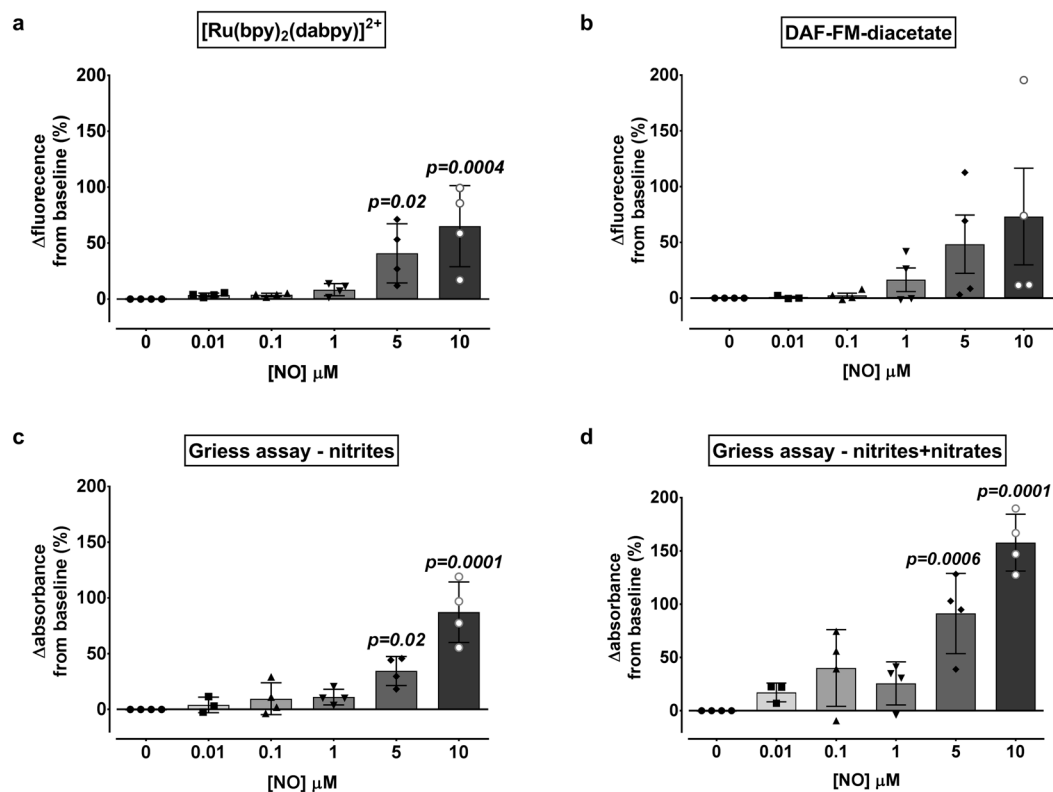 a
[Ru(bpy)₂(dabpy)]²⁺
Δfluorecence
from baseline (%)
200
150
100
50
0
p=0.02
p=0.0004
0 0.01 0.1 1 5 10
[NO] μM
b
DAF-FM-diacetate
Δfluorecence
from baseline (%)
200
150
100
50
0
0 0.01 0.1 1 5 10
[NO] μM
c
Griess assay - nitrites
Δabsorbance
from baseline (%)
200
150
100
50
0
p=0.02
p=0.0001
0 0.01 0.1 1 5 10
[NO] μM
d
Griess assay - nitrites+nitrates
Δabsorbance
from baseline (%)
200
150
100
50
0
p=0.0006
p=0.0001
0 0.01 0.1 1 5 10
[NO] μM